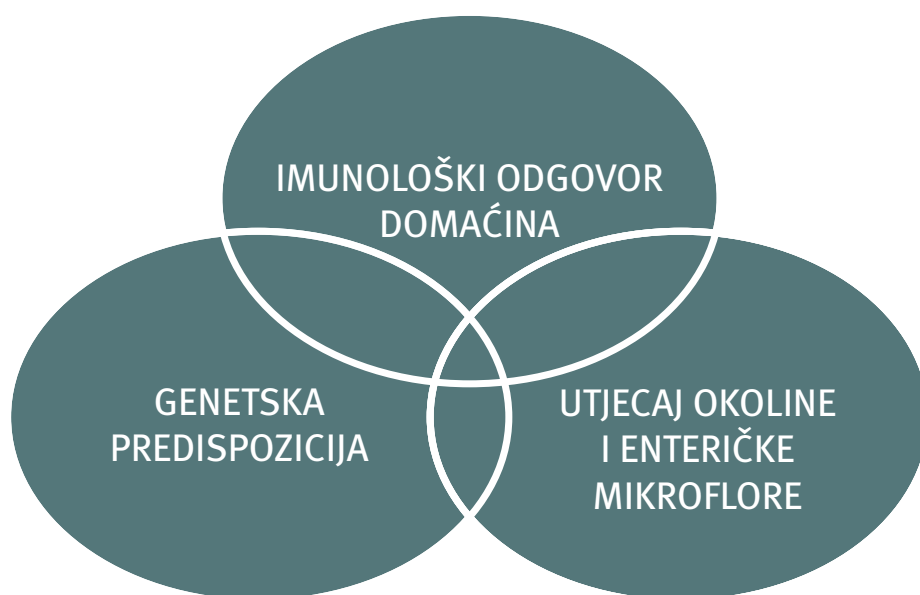 IMUNOLOŠKI ODGOVOR
DOMAĆINA
GENETSKA
PREDISPOZICIJA
UTJECAJ OKOLINE
I ENTERIČKE
MIKROFLORE